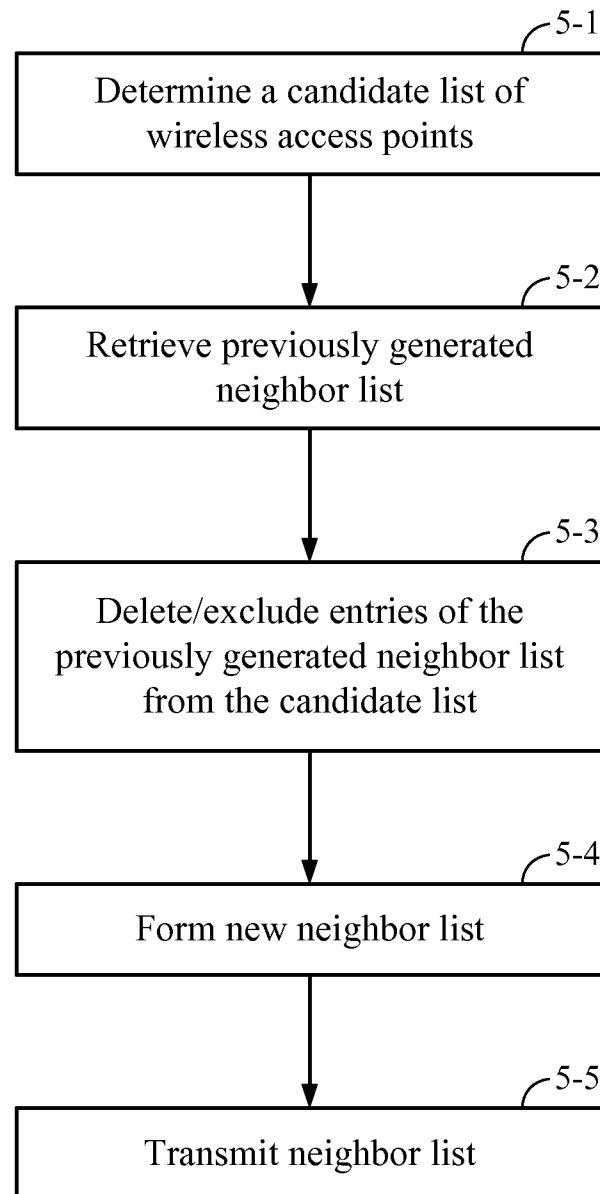 5-1
Determine a candidate list of
wireless access points
5-2
Retrieve previously generated
neighbor list
5-3
Delete/exclude entries of the
previously generated neighbor list
from the candidate list
5-4
Form new neighbor list
5-5
Transmit neighbor list